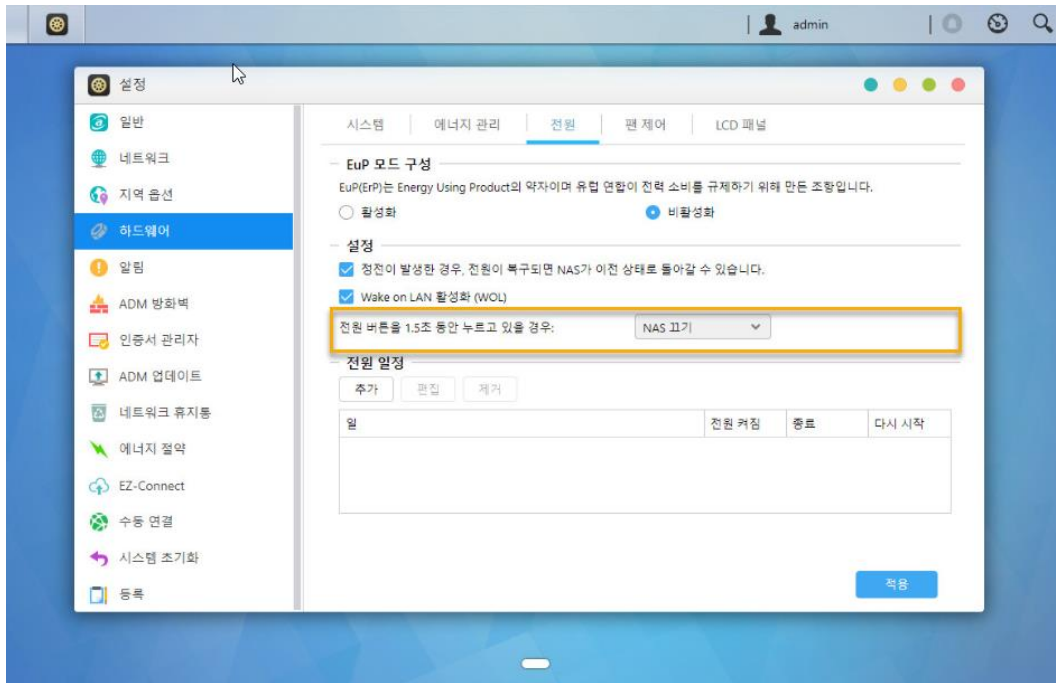 admin
설정
일반
네트워크
지역 옵션
하드웨어
알림
ADM 방화벽
인증서 관리자
ADM 업데이트
네트워크 휴지통
에너지 절약
EZ-Connect
수동 연결
시스템 초기화
등록
시스템 에너지 관리 전원 팬 제어 LCD 패널
EuP 모드 구성
EuP(ErP)는 Energy Using Product의 약자이며 유럽 연합이 전력 소비를 규제하기 위해 만든 조항입니다.
활성화 비활성화
설정
정전이 발생한 경우, 전원이 복구되면 NAS가 이전 상태로 돌아갈 수 있습니다.
Wake on LAN 활성화 (WOL)
전원 버튼을 1.5초 동안 누르고 있을 경우: NAS 끄기
전원 일정
추가 편집 제거
일 전원 켜짐 종료 다시 시작
적용